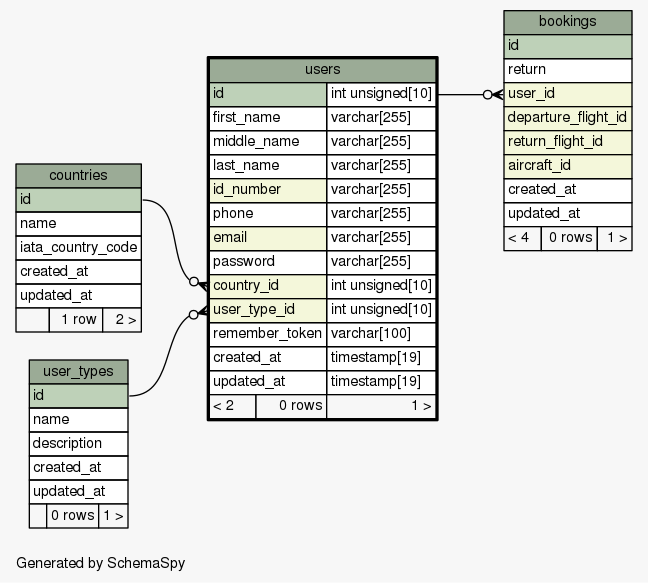 bookings
id
return
user_id
departure_flight_id
return_flight_id
aircraft_id
created_at
updated_at
< 4 0 rows 1 >
users
id int unsigned[10]
first_name varchar[255]
middle_name varchar[255]
last_name varchar[255]
id_number varchar[255]
phone varchar[255]
email varchar[255]
password varchar[255]
country_id int unsigned[10]
user_type_id int unsigned[10]
remember_token varchar[100]
created_at timestamp[19]
updated_at timestamp[19]
< 2 0 rows 1 >
countries
id
name
iata_country_code
created_at
updated_at
1 row 2 >
user_types
id
name
description
created_at
updated_at
0 rows 1 >
Generated by SchemaSpy